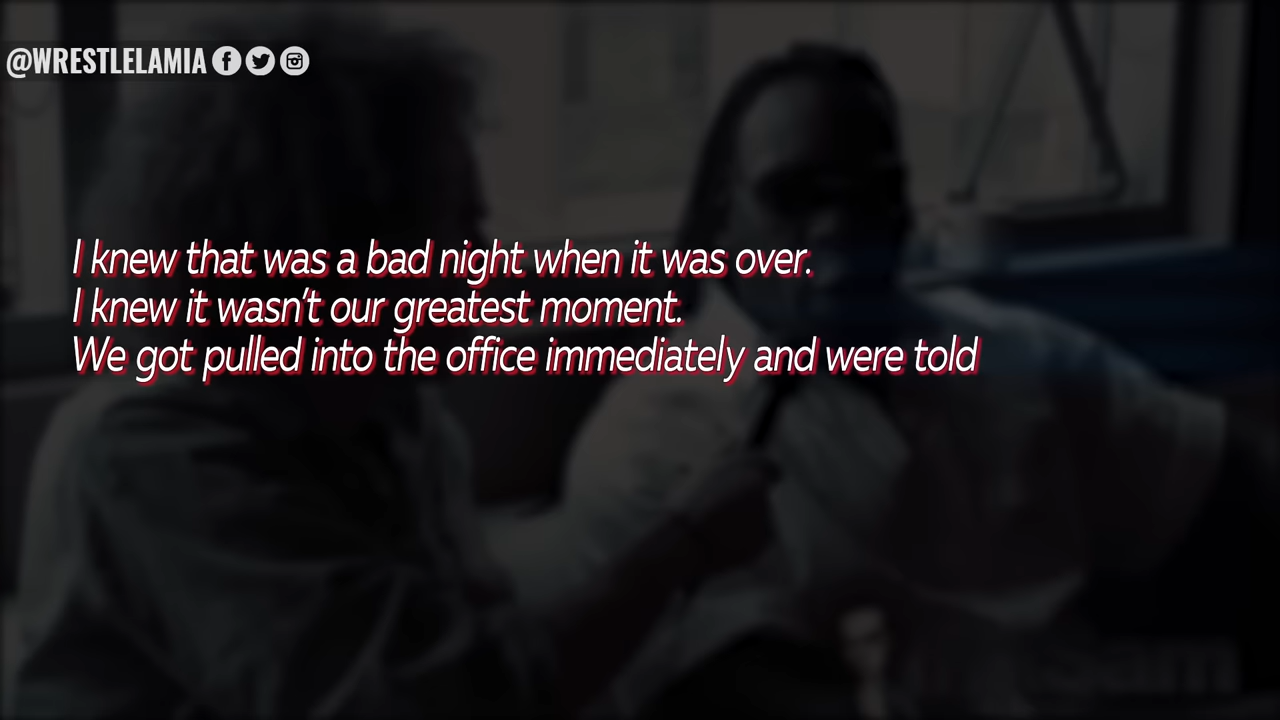 @WRESTLELAMIA
I knew that was a bad night when it was over.
I knew it wasn't our greatest moment.
We got pulled into the office immediately and were told